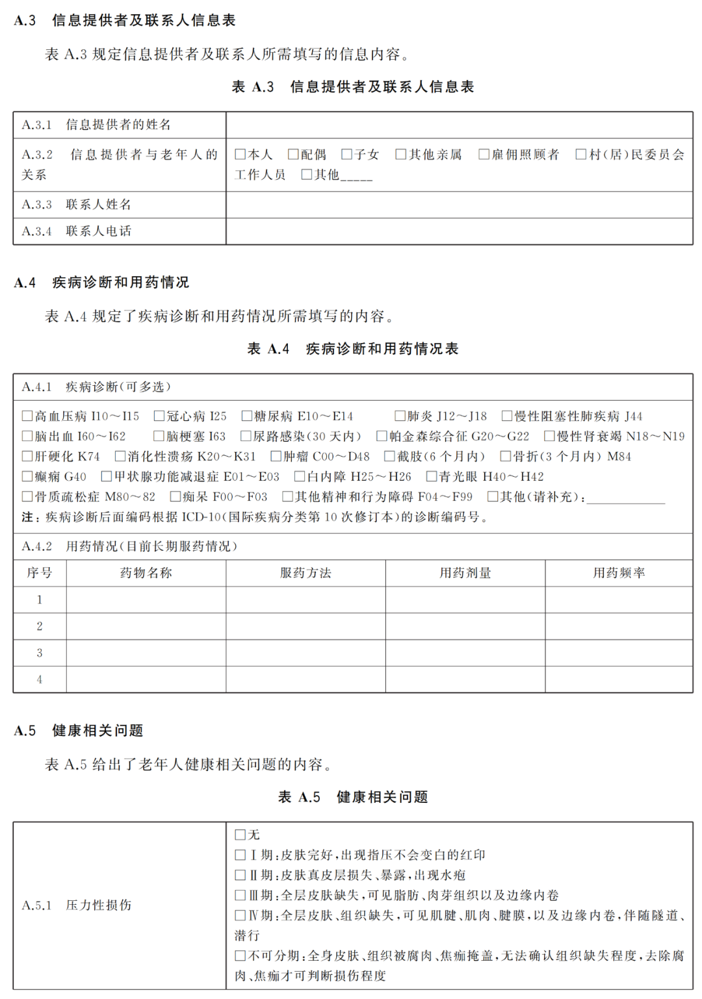 A.3 信息提供者及联系人信息表
表 A.3 规定信息提供者及联系人所需填写的信息内容。
表 A.3 信息提供者及联系人信息表
A.3.1 信息提供者的姓名
A.3.2 信息提供者与老年人的
关系
□本人 □配偶 □子女 □其他亲属 □雇佣照顾者 □村(居)民委员会
工作人员 □其他_____
A.3.3 联系人姓名
A.3.4 联系人电话
A.4 疾病诊断和用药情况
表 A.4 规定了疾病诊断和用药情况所需填写的内容。
表 A.4 疾病诊断和用药情况表
A.4.1 疾病诊断(可多选)
□高血压病 I10～I15 □冠心病 I25 □糖尿病 E10～E14 □肺炎 J12～J18 □慢性阻塞性肺疾病 J44
□脑出血 I60～I62 □脑梗塞 I63 □尿路感染(30 天内) □帕金森综合征 G20～G22 □慢性肾衰竭 N18～N19
□肝硬化 K74 □消化性溃疡 K20～K31 □肿瘤 C00～D48 □截肢(6 个月内) □骨折(3 个月内) M84
□癫痫 G40 □甲状腺功能减退症 E01～E03 □白内障 H25～H26 □青光眼 H40～H42
□骨质疏松症 M80～82 □痴呆 F00～F03 □其他精神和行为障碍 F04～F99 □其他(请补充):____________
注: 疾病诊断后面编码根据 ICD-10(国际疾病分类第 10 次修订本)的诊断编码号。
A.4.2 用药情况(目前长期服药情况)
序号 药物名称 服药方法 用药剂量 用药频率
1
2
3
4
A.5 健康相关问题
表 A.5 给出了老年人健康相关问题的内容。
表 A.5 健康相关问题
A.5.1 压力性损伤
□无
□Ⅰ期:皮肤完好,出现指压不会变白的红印
□Ⅱ期:皮肤真皮层损失、暴露,出现水疱
□Ⅲ期:全层皮肤缺失,可见脂肪、肉芽组织以及边缘内卷
□Ⅳ期:全层皮肤、组织缺失,可见肌腱、肌肉、腱膜,以及边缘内卷,伴随隧道、
潜行
□不可分期:全身皮肤、组织被腐肉、焦痂掩盖,无法确认组织缺失程度,去除腐
肉、焦痂才可判断损伤程度